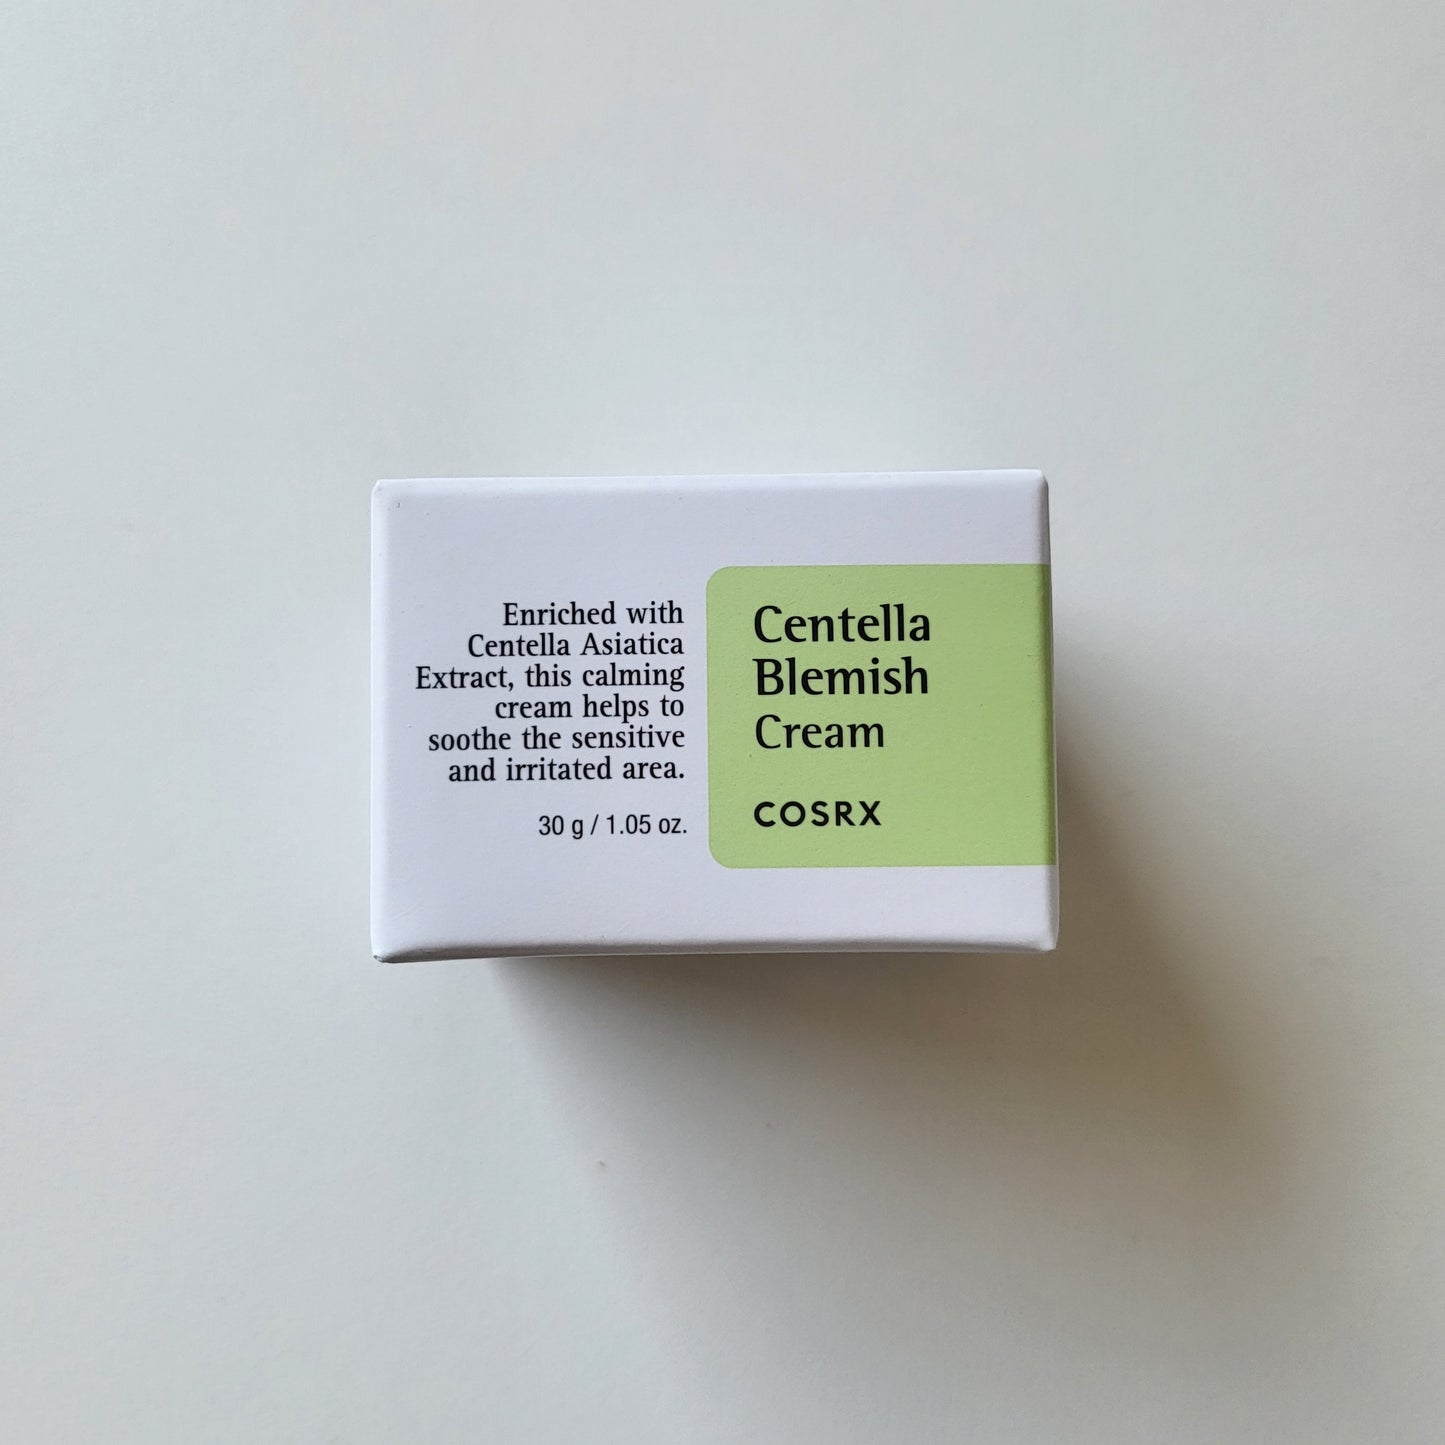 Enriched with
Centella Asiatica
Extract, this calming
cream helps to
soothe the sensitive
and irritated area.
30 g / 1.05 oz.
Centella
Blemish
Cream
COSRX